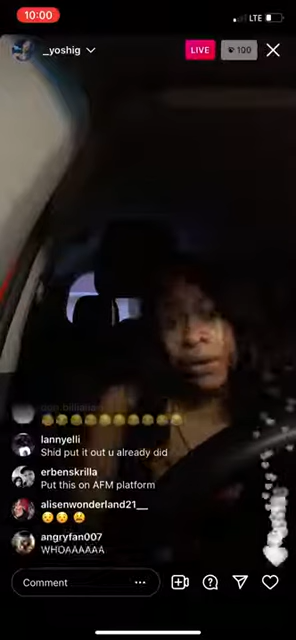 10:00
LTE
_yoshig
LIVE
100
lannyelli
Shid put it out u already did
erbenskrilla
Put this on AFM platform
alisenwonderland21__
😣 😣 😩
angryfan007
WHOAAAAAA
Comment